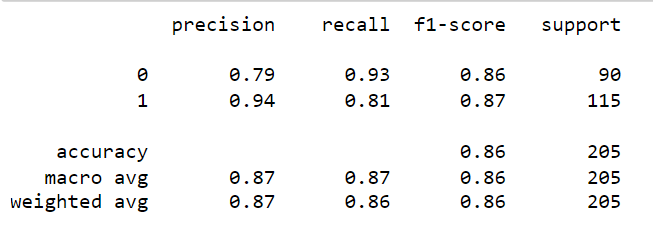 precision recall f1-score support
0 0.79 0.93 0.86 90
1 0.94 0.81 0.87 115
accuracy 0.86 205
macro avg 0.87 0.87 0.86 205
weighted avg 0.87 0.86 0.86 205